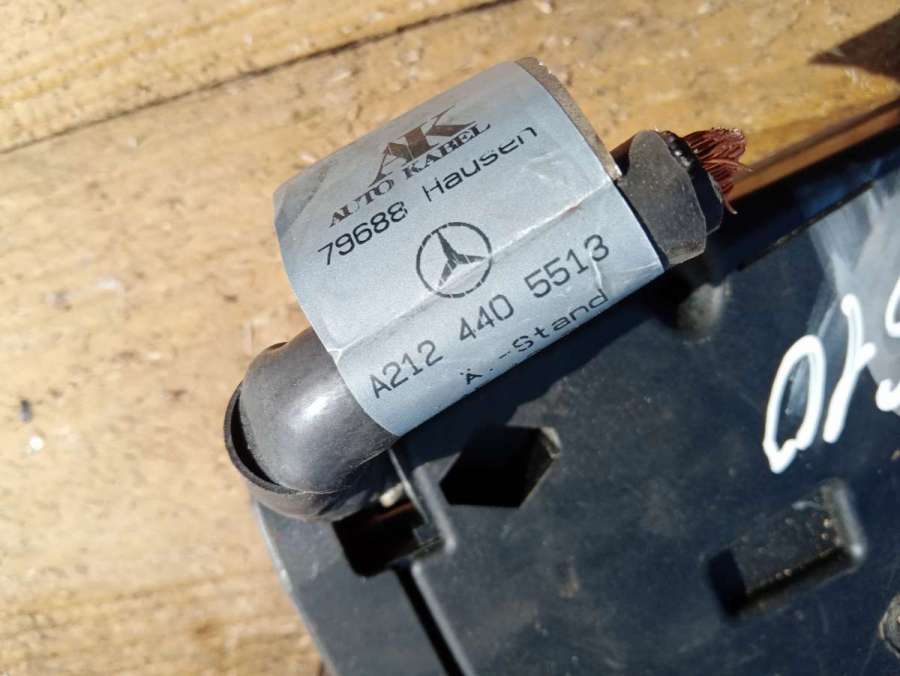 AK
AUTO KABEL
79688 Hausen
A212 440 5513
Ä.-Stand